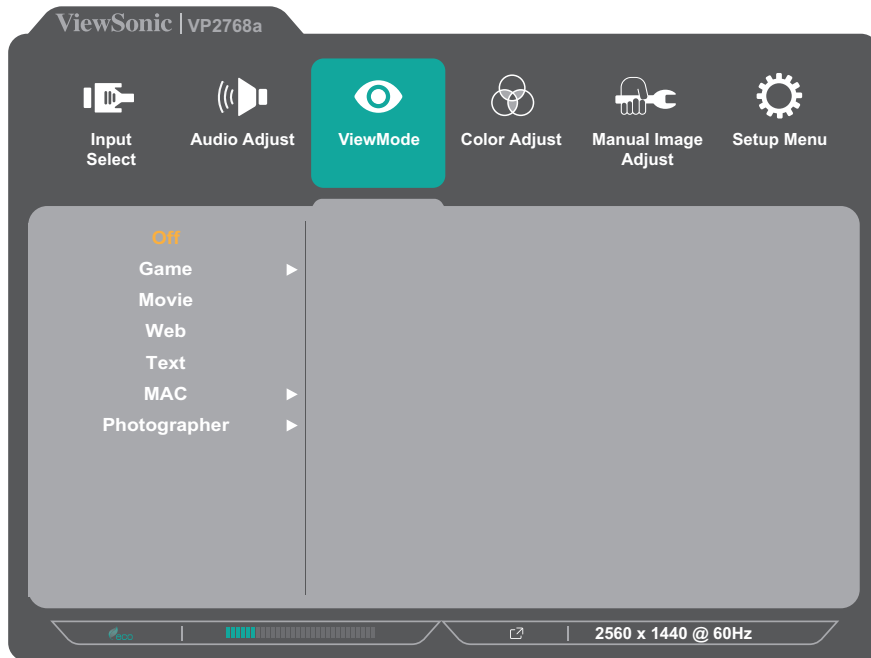 ViewSonic | VP2768a
Input
Select
Audio Adjust
ViewMode
Color Adjust
Manual Image
Adjust
Setup Menu
Off
Game
Movie
Web
Text
MAC
Photographer
eco
2560 x 1440 @ 60Hz